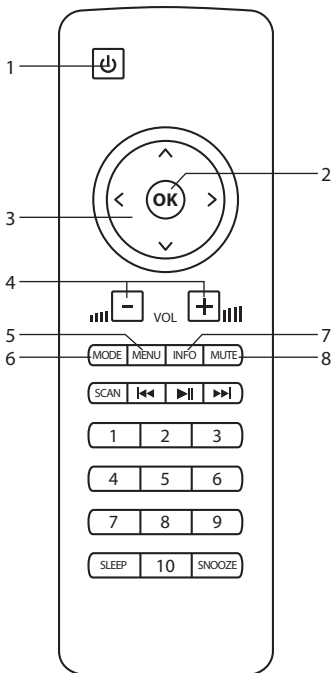 1
2
OK
3
4
- VOL +
5
7
6
MODE MENU INFO MUTE
8
SCAN
1 2 3
4 5 6
7 8 9
SLEEP 10 SNOOZE